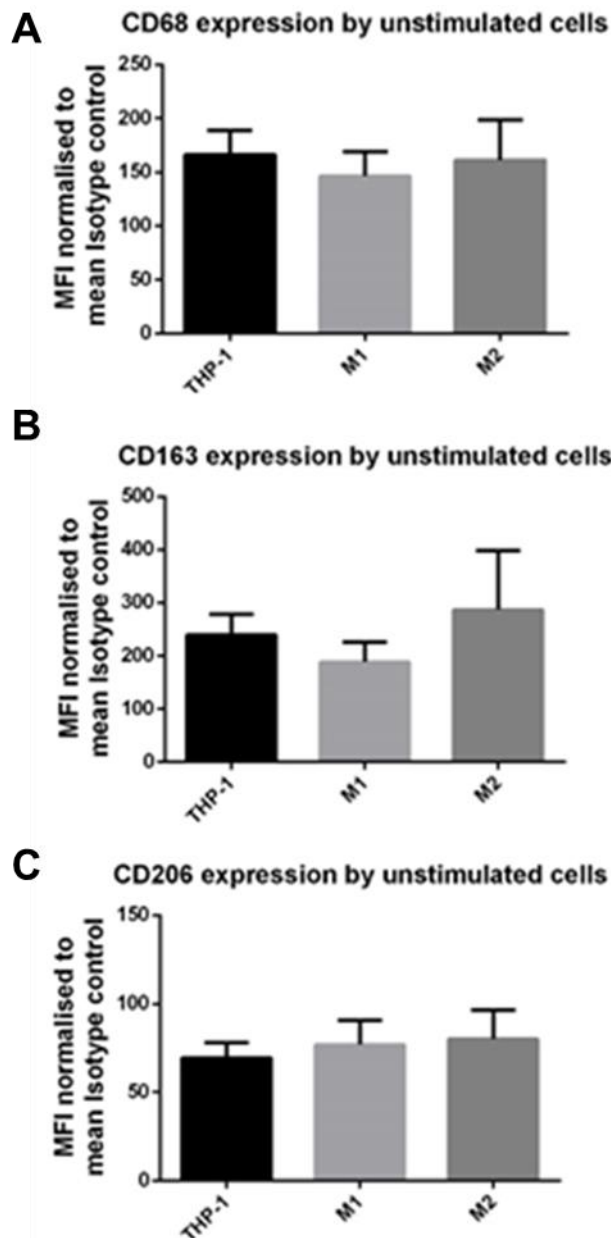 A
CD68 expression by unstimulated cells
MFI normalised to
mean Isotype control
250
200
150
100
50
0
THP-1
M1
M2
B
CD163 expression by unstimulated cells
MFI normalised to
mean Isotype control
500
400
300
200
100
0
THP-1
M1
M2
C
CD206 expression by unstimulated cells
MFI normalised to
mean Isotype control
150
100
50
0
THP-1
M1
M2